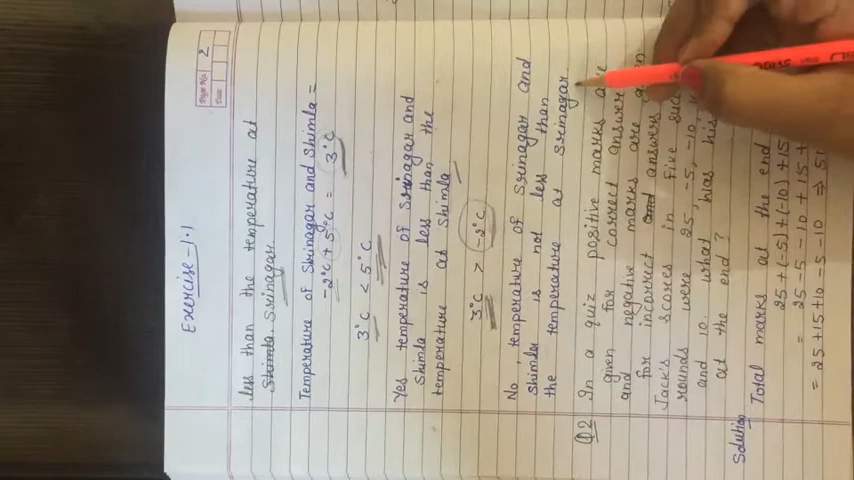 Page No. 2
Date
Exercise - 1.1
less than the temperature at
Shimla. Srinagar
Temperature of Srinagar and Shimla =
-2°C + 5°C = 3°C
3°C < 5°C
Yes temperature of Srinagar and
Shimla is less than the
temperature at shimla
3°C > -2°C
No, temperature of Srinagar and
Shimla is not less than
the temperature at srinagar.
Q2 In a quiz positive marks are
given for correct answer
and negative marks are
for incorrect and answers
Jack's scores in five
rounds were 25, -5, -10,
and 10. what was his
at the end?
Solution Total marks at the end
25 + (-5) + (-10) + 15
= 25 - 5 - 10 + 15 +
= 25 + 15 + 10 - 5 - 10 ⇒